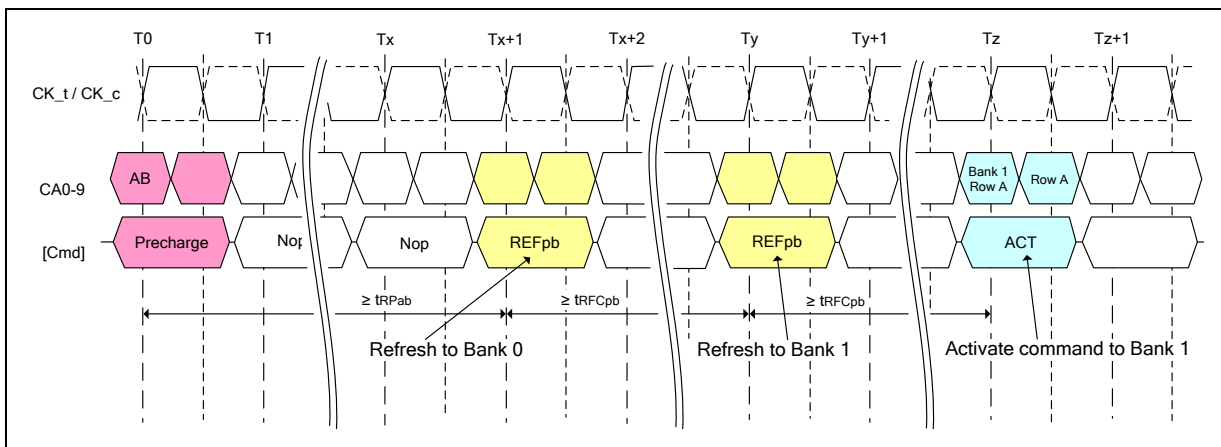 T0 T1 Tx Tx+1 Tx+2 Ty Ty+1 Tz Tz+1
CK_t / CK_c
CA0-9 AB Bank 1 Row A Row A
[Cmd] Precharge Nop Nop REFpb REFpb ACT
≥ tRPab ≥ tRFCpb ≥ tRFCpb
Refresh to Bank 0 Refresh to Bank 1 Activate command to Bank 1